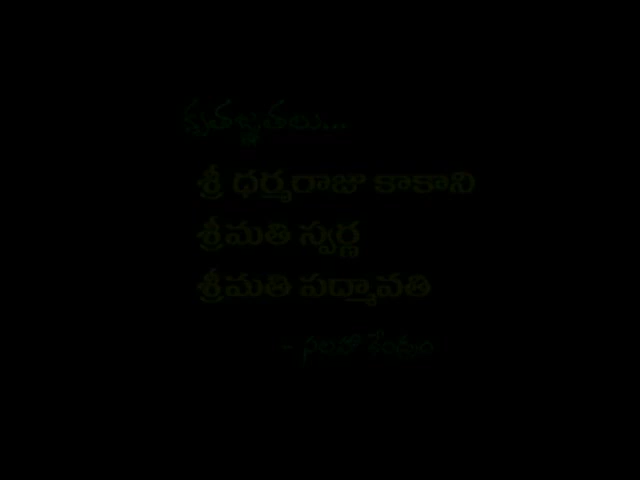 కృతజ్ఞతలు...
శ్రీ ధర్మరాజు కాకాని
శ్రీమతి స్వర్ణ
శ్రీమతి పద్మావతి
-